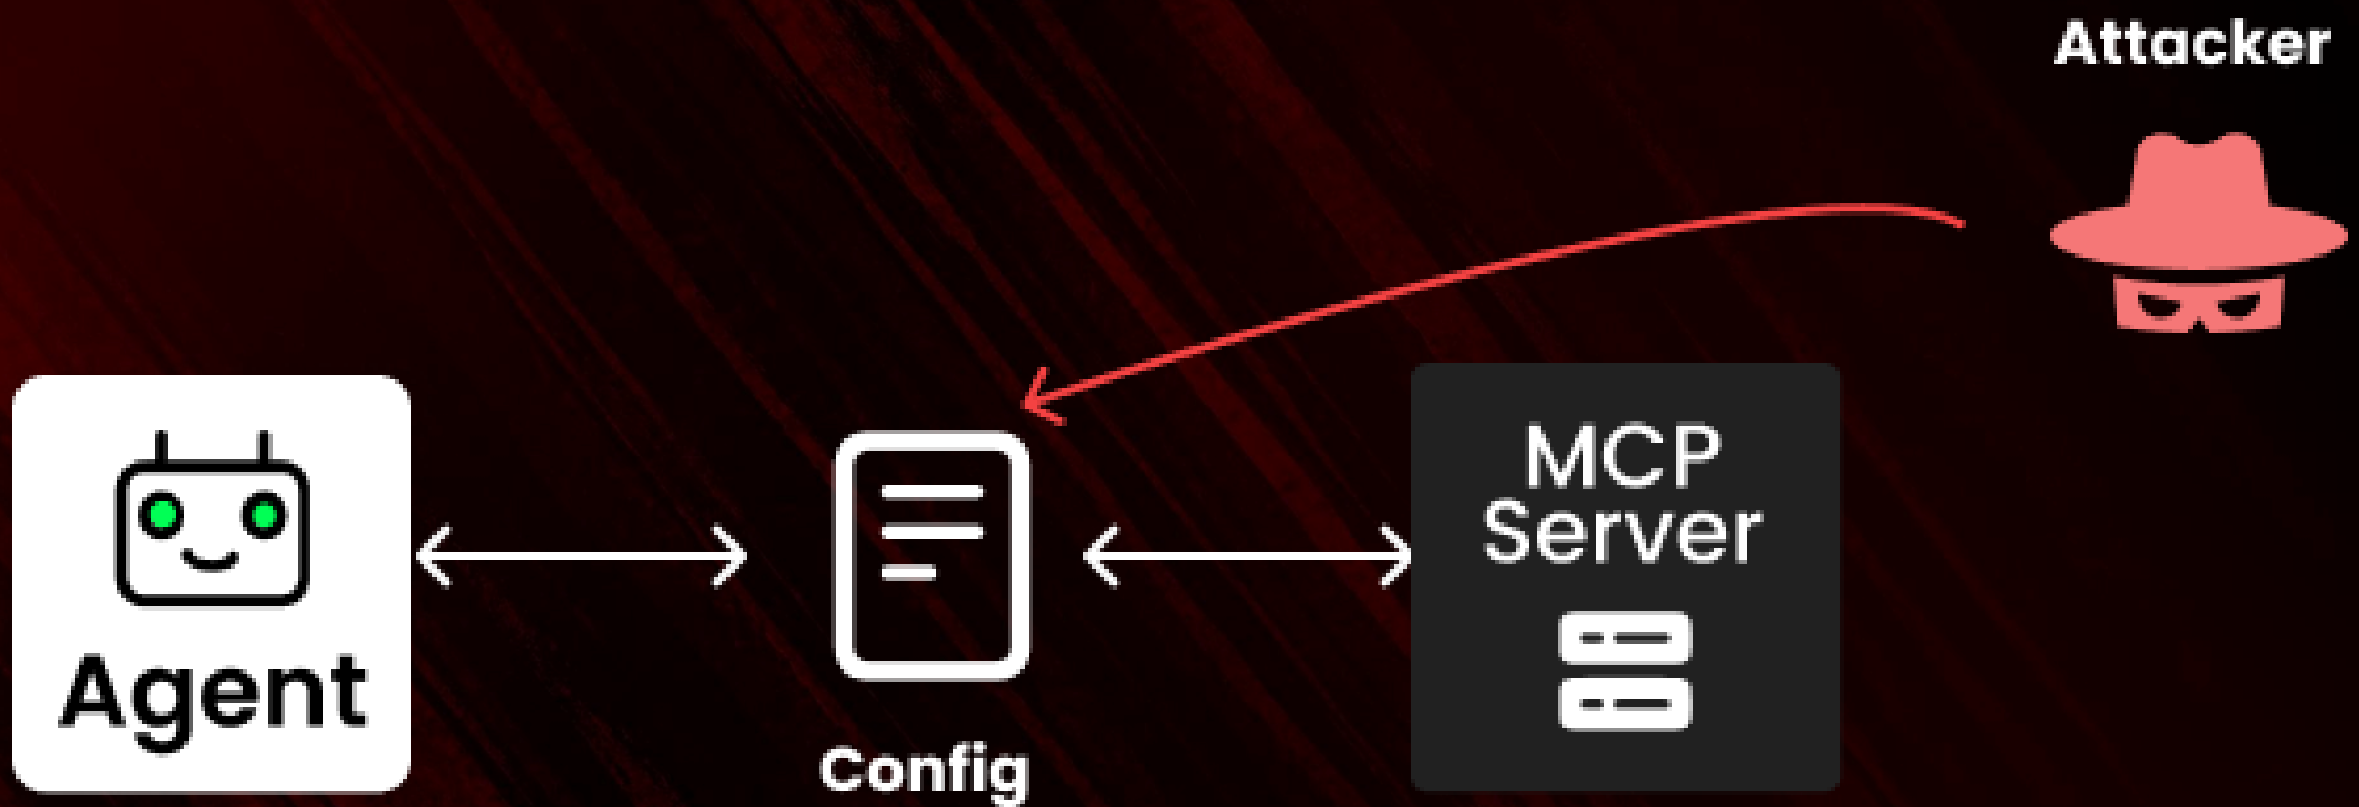 Attacker
MCP
Server
Agent
Config